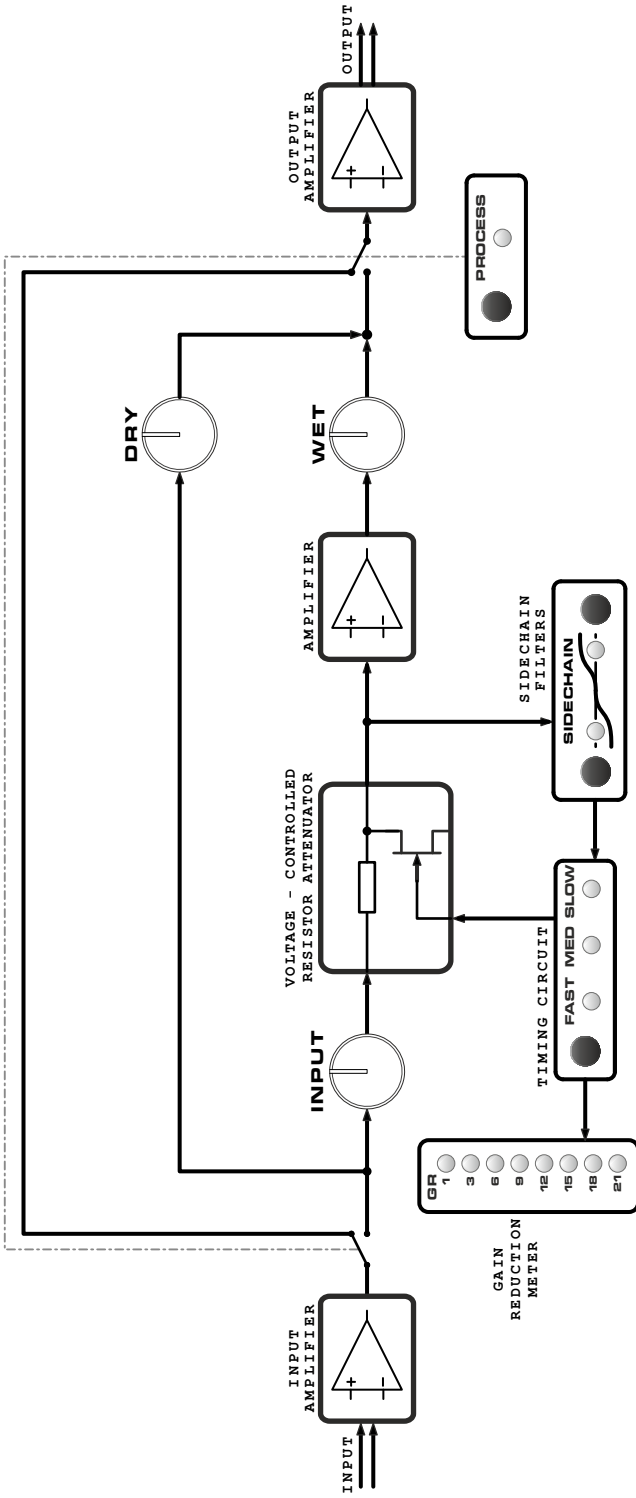 INPUT
INPUT
AMPLIFIER
INPUT
VOLTAGE - CONTROLLED
RESISTOR ATTENUATOR
AMPLIFIER
DRY
WET
OUTPUT
AMPLIFIER
OUTPUT
GAIN
REDUCTION
METER
GR
1
3
6
9
12
15
18
21
TIMING CIRCUIT
FAST MED SLOW
SIDECHAIN
FILTERS
SIDECHAIN
PROCESS